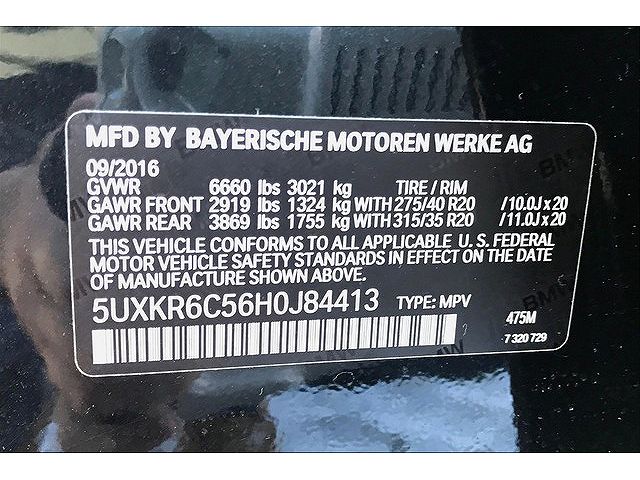 MFD BY BAYERISCHE MOTOREN WERKE AG
09/2016
GVWR 6660 lbs 3021 kg TIRE / RIM
GAWR FRONT 2919 lbs 1324 kg WITH 275/40 R20 /10.0J x 20
GAWR REAR 3869 lbs 1755 kg WITH 315/35 R20 /11.0J x 20
THIS VEHICLE CONFORMS TO ALL APPLICABLE U. S. FEDERAL
MOTOR VEHICLE SAFETY STANDARDS IN EFFECT ON THE DATE
OF MANUFACTURE SHOWN ABOVE.
5UXKR6C56H0J84413 TYPE: MPV
475M
7 320 729